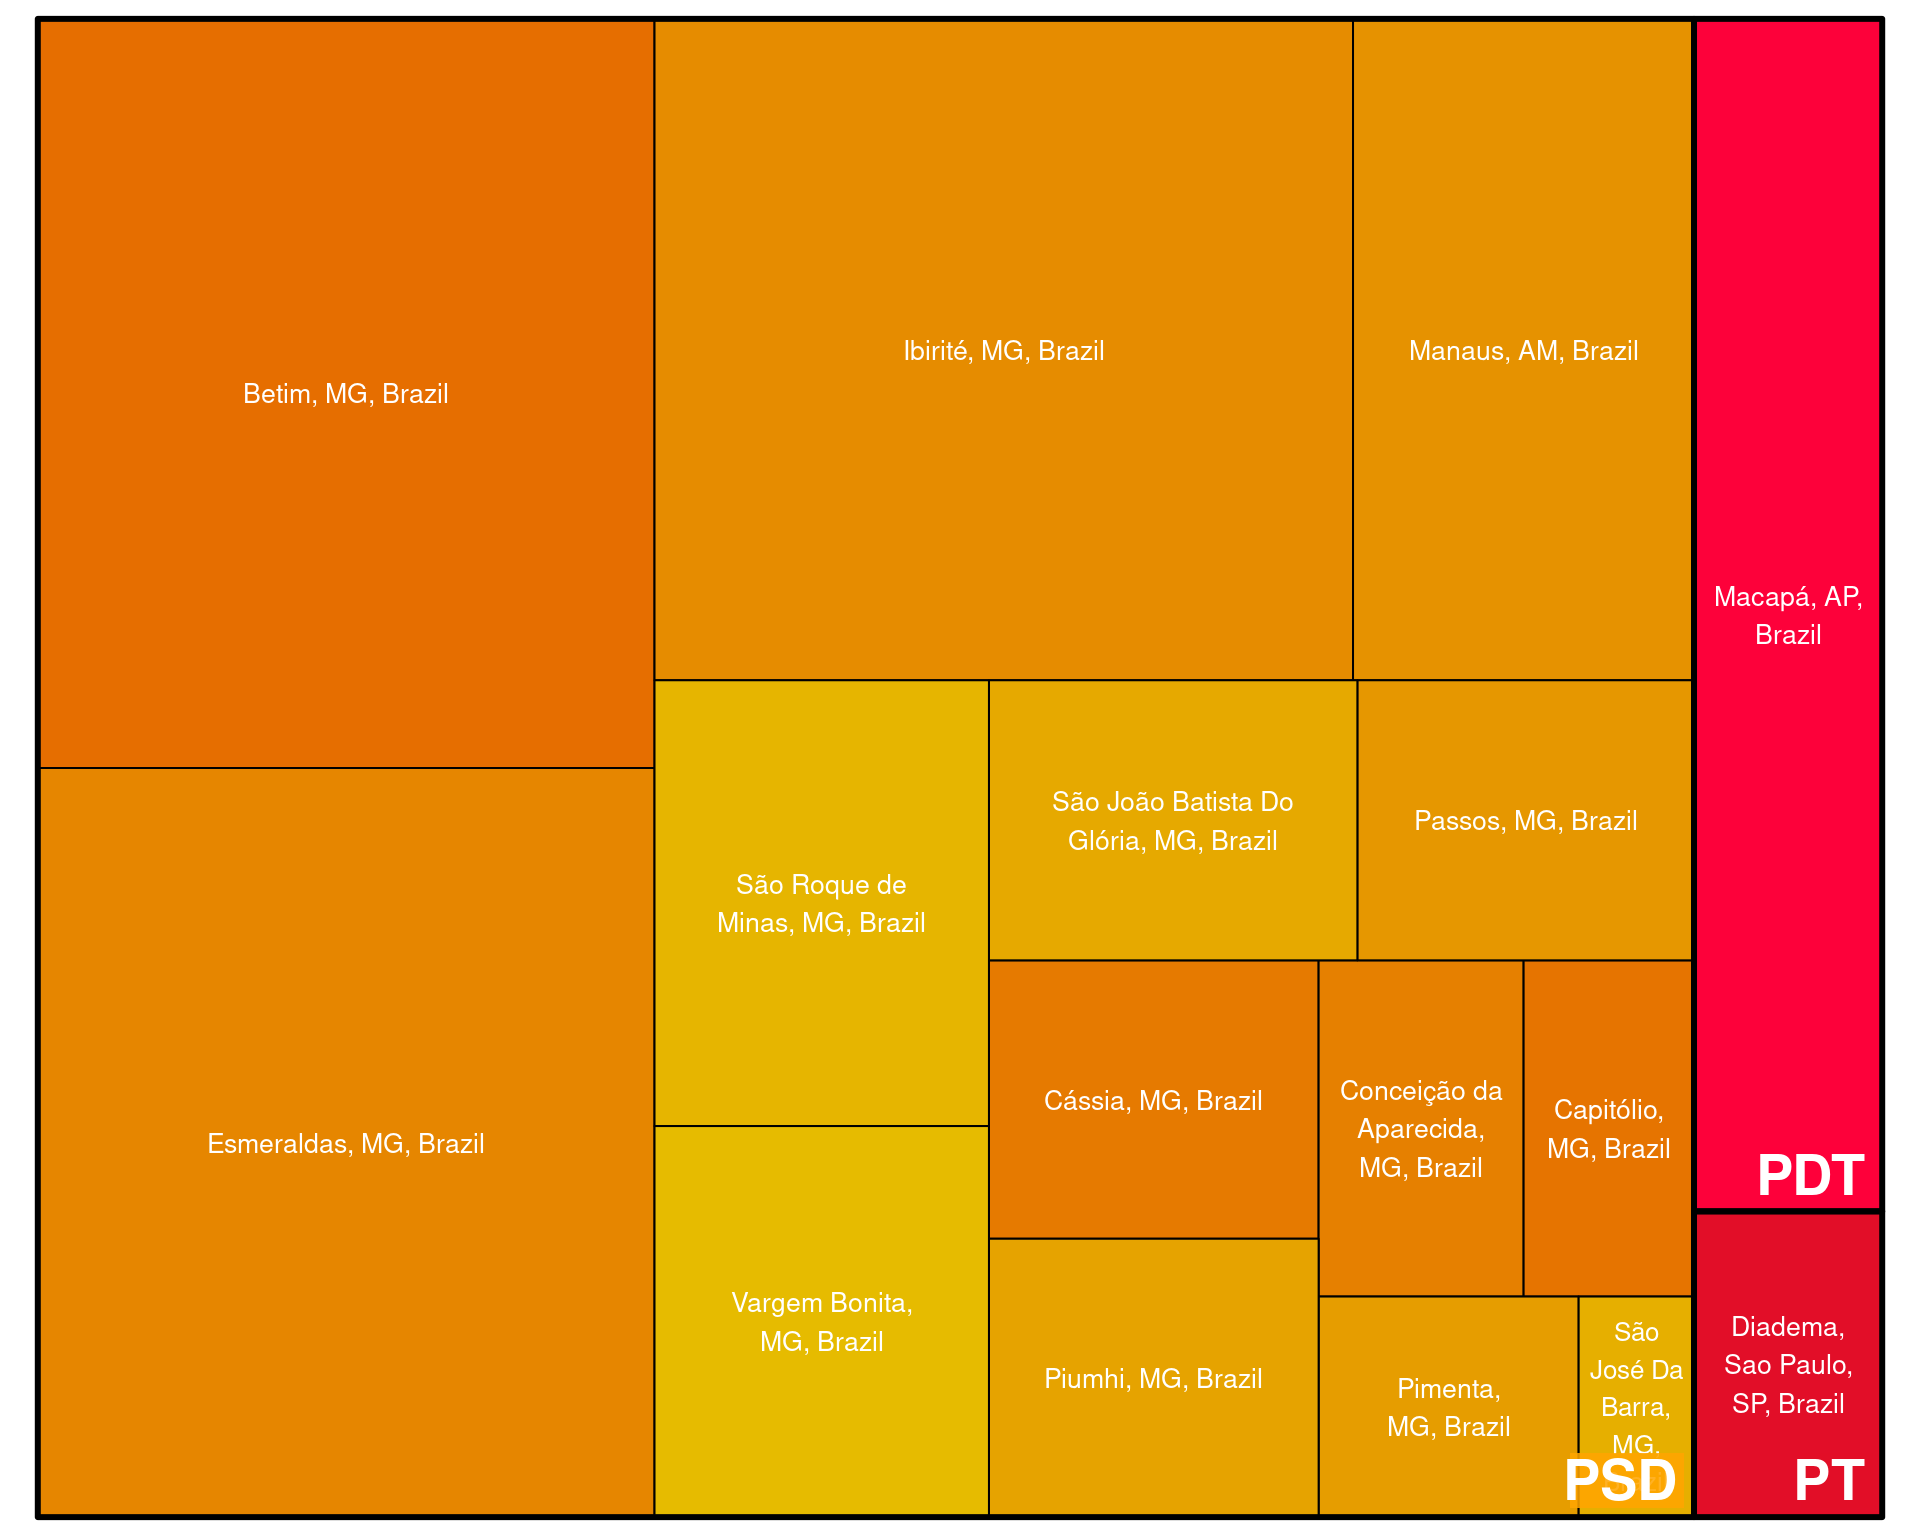 Betim, MG, Brazil
Esmeraldas, MG, Brazil
Ibirité, MG, Brazil
Manaus, AM, Brazil
São Roque de
Minas, MG, Brazil
Vargem Bonita,
MG, Brazil
São João Batista Do
Glória, MG, Brazil
Passos, MG, Brazil
Cássia, MG, Brazil
Piumhi, MG, Brazil
Conceição da
Aparecida,
MG, Brazil
Capitólio,
MG, Brazil
Pimenta,
MG, Brazil
São
José Da
Barra,
MG,
PSD
Macapá, AP,
Brazil
PDT
Diadema,
Sao Paulo,
SP, Brazil
PT